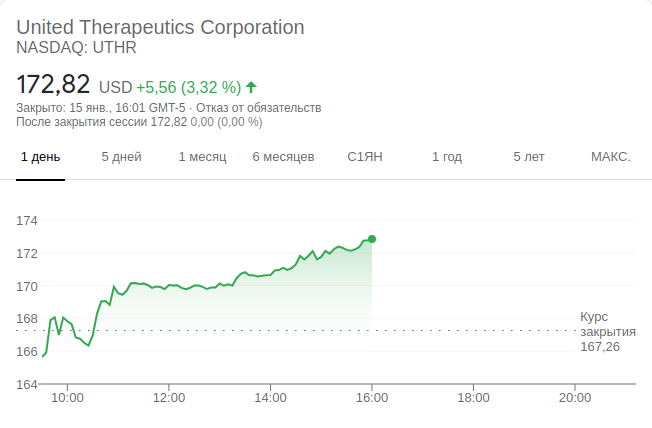 United Therapeutics Corporation
NASDAQ: UTHR
172,82 USD +5,56 (3,32 %)
Закрыто: 15 янв., 16:01 GMT-5 · Отказ от обязательств
После закрытия сессии 172,82 0,00 (0,00 %)
1 день 5 дней 1 месяц 6 месяцев С1ЯН 1 год 5 лет МАКС.
174
172
170
168
166
164
Курс
закрытия
167,26
10:00 12:00 14:00 16:00 18:00 20:00